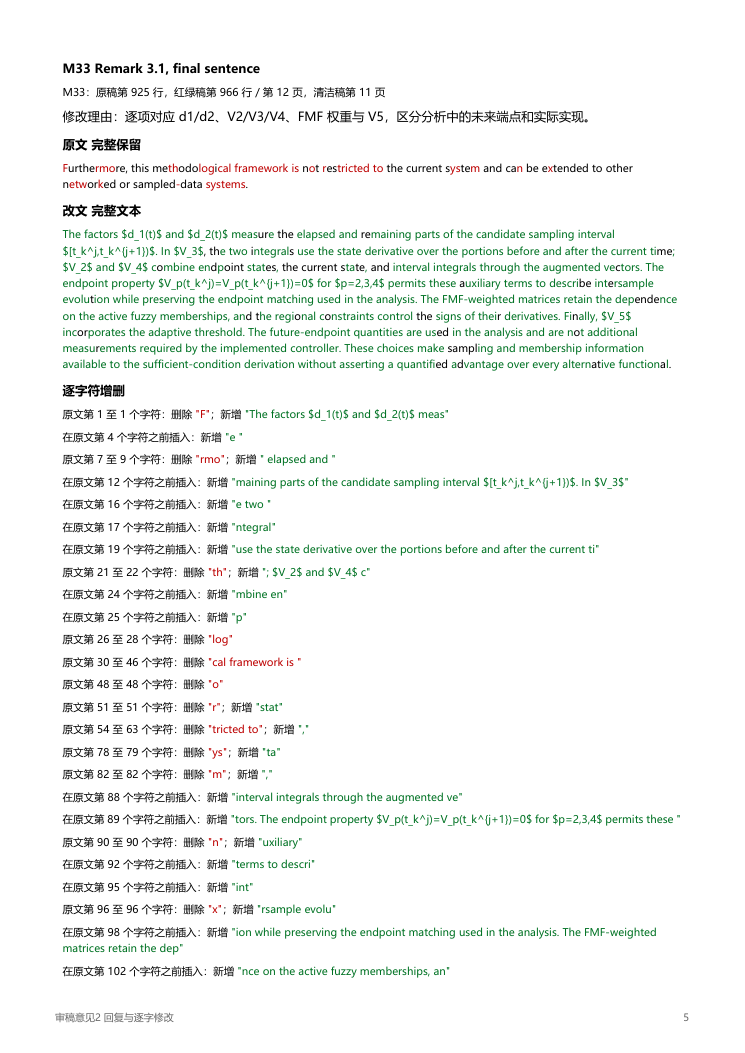 M33 Remark 3.1, final sentence
M33：原稿第 925 行，红绿稿第 966 行 / 第 12 页，清洁稿第 11 页
修改理由：逐项对应 d1/d2、V2/V3/V4、FMF 权重与 V5，区分分析中的未来端点和实际实现。
原文 完整保留
Furthermore, this methodological framework is not restricted to the current system and can be extended to other
networked or sampled-data systems.
改文 完整文本
The factors $d_1(t)$ and $d_2(t)$ measure the elapsed and remaining parts of the candidate sampling interval
$[t_k^j,t_k^{j+1})$. In $V_3$, the two integrals use the state derivative over the portions before and after the current time;
$V_2$ and $V_4$ combine endpoint states, the current state, and interval integrals through the augmented vectors. The
endpoint property $V_p(t_k^j)=V_p(t_k^{j+1})=0$ for $p=2,3,4$ permits these auxiliary terms to describe intersample
evolution while preserving the endpoint matching used in the analysis. The FMF-weighted matrices retain the dependence
on the active fuzzy memberships, and the regional constraints control the signs of their derivatives. Finally, $V_5$
incorporates the adaptive threshold. The future-endpoint quantities are used in the analysis and are not additional
measurements required by the implemented controller. These choices make sampling and membership information
available to the sufficient-condition derivation without asserting a quantified advantage over every alternative functional.
逐字符增删
原文第 1 至 1 个字符：删除 "F"；新增 "The factors $d_1(t)$ and $d_2(t)$ meas"
在原文第 4 个字符之前插入：新增 "e "
原文第 7 至 9 个字符：删除 "rmo"；新增 " elapsed and "
在原文第 12 个字符之前插入：新增 "maining parts of the candidate sampling interval $[t_k^j,t_k^{j+1})$. In $V_3$"
在原文第 16 个字符之前插入：新增 "e two "
在原文第 17 个字符之前插入：新增 "ntegral"
在原文第 19 个字符之前插入：新增 "use the state derivative over the portions before and after the current ti"
原文第 21 至 22 个字符：删除 "th"；新增 "; $V_2$ and $V_4$ c"
在原文第 24 个字符之前插入：新增 "mbine en"
在原文第 25 个字符之前插入：新增 "p"
原文第 26 至 28 个字符：删除 "log"
原文第 30 至 46 个字符：删除 "cal framework is "
原文第 48 至 48 个字符：删除 "o"
原文第 51 至 51 个字符：删除 "r"；新增 "stat"
原文第 54 至 63 个字符：删除 "tricted to"；新增 ","
原文第 78 至 79 个字符：删除 "ys"；新增 "ta"
原文第 82 至 82 个字符：删除 "m"；新增 ","
在原文第 88 个字符之前插入：新增 "interval integrals through the augmented ve"
在原文第 89 个字符之前插入：新增 "tors. The endpoint property $V_p(t_k^j)=V_p(t_k^{j+1})=0$ for $p=2,3,4$ permits these "
原文第 90 至 90 个字符：删除 "n"；新增 "uxiliary"
在原文第 92 个字符之前插入：新增 "terms to descri"
在原文第 95 个字符之前插入：新增 "int"
原文第 96 至 96 个字符：删除 "x"；新增 "rsample evolu"
在原文第 98 个字符之前插入：新增 "ion while preserving the endpoint matching used in the analysis. The FMF-weighted
matrices retain the dep"
在原文第 102 个字符之前插入：新增 "nce on the active fuzzy memberships, an"
审稿意见2 回复与逐字修改
5